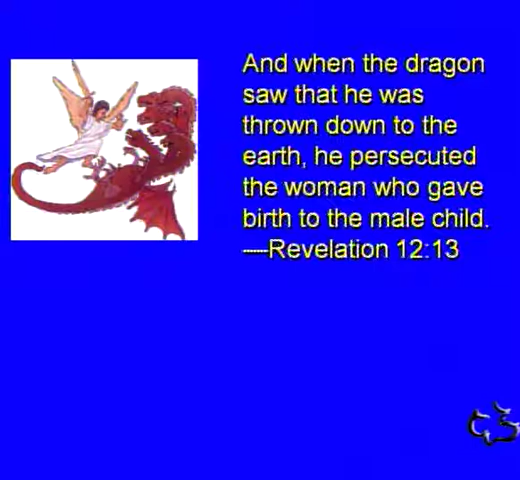 And when the dragon
saw that he was
thrown down to the
earth, he persecuted
the woman who gave
birth to the male child.
----Revelation 12:13